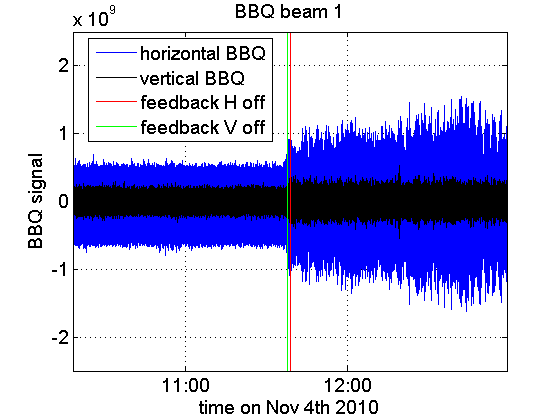 BBQ beam 1
x 10^9
horizontal BBQ
vertical BBQ
feedback H off
feedback V off
2
1
0
-1
-2
BBQ signal
11:00 12:00
time on Nov 4th 2010